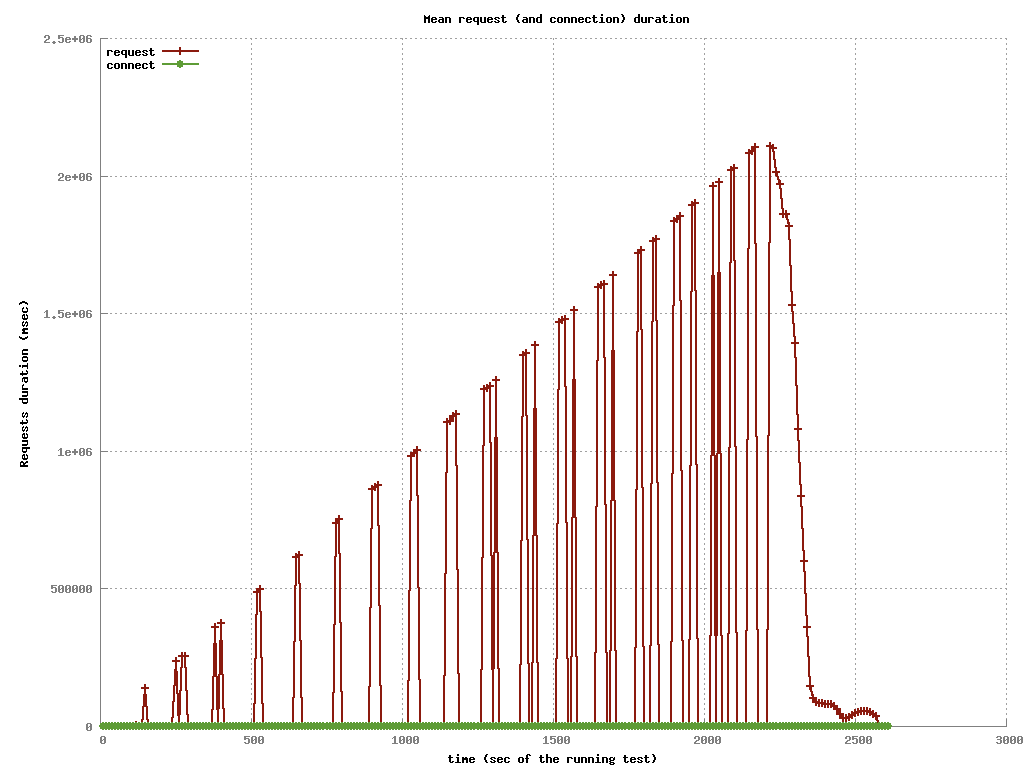 Mean request (and connection) duration
2.5e+06
request
connect
2e+06
1.5e+06
Requests duration (msec)
1e+06
500000
0
0 500 1000 1500 2000 2500 3000
time (sec of the running test)